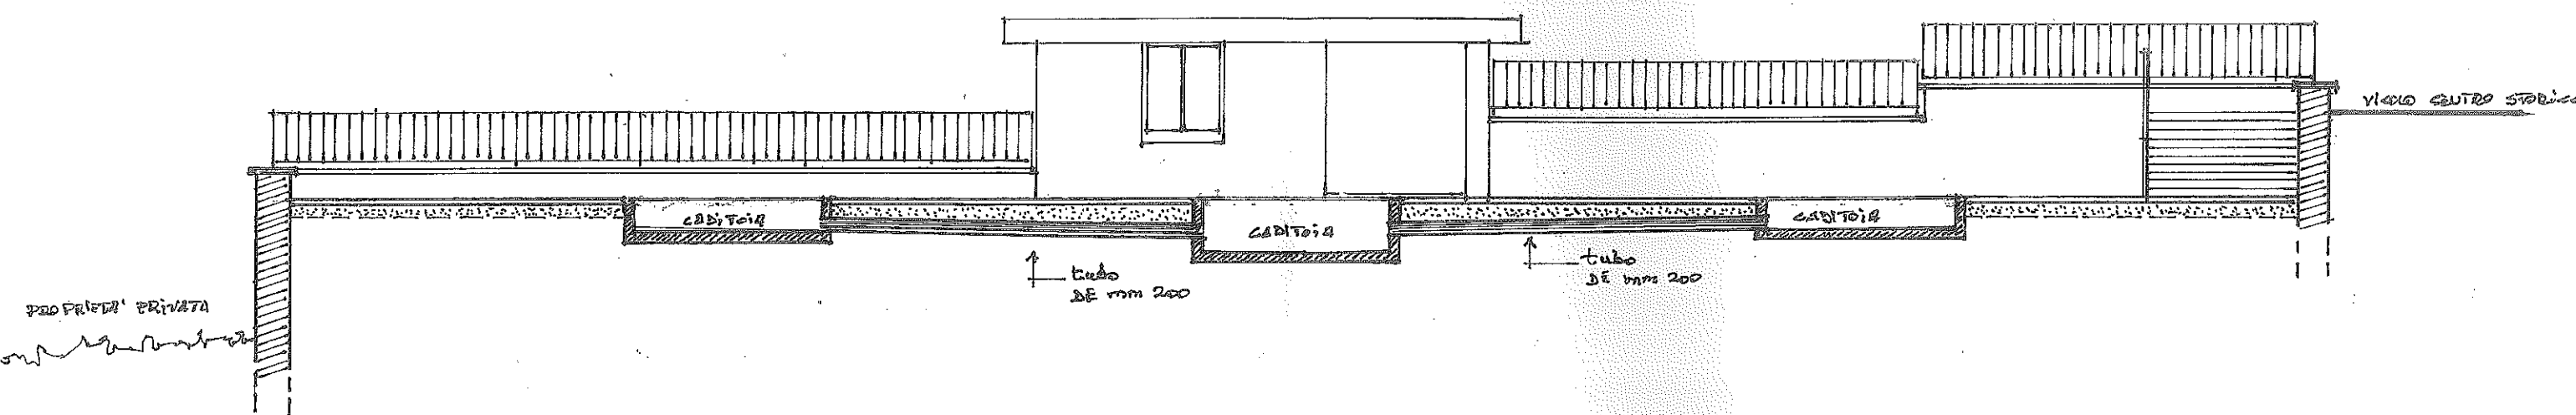 VICOLO CENTRO STORICO
CADITOIA
CADITOIA
CADITOIA
tubo
DE mm 200
tubo
DE mm 200
PROPRIETA' PRIVATA